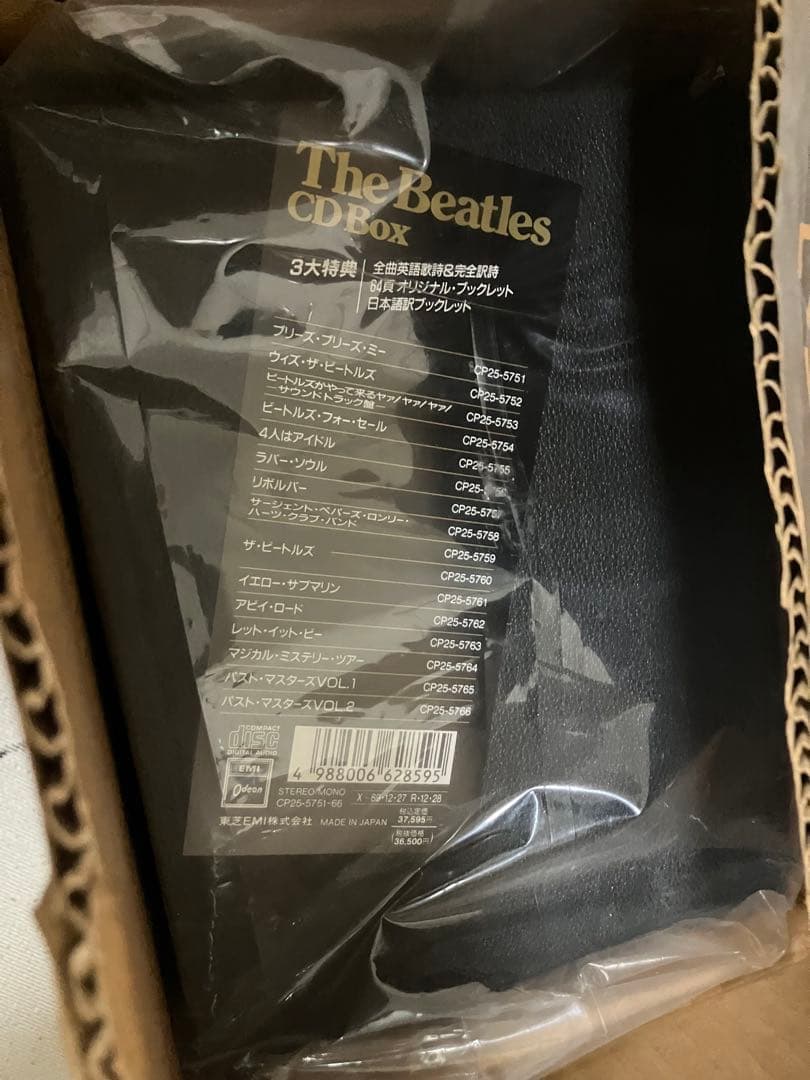 The Beatles
CD Box
3大特典
全曲英語歌詩&完全訳詩
64頁 オリジナル・ブックレット
日本語訳ブックレット
プリーズ・プリーズ・ミー
CP25-5751
ウィズ・ザ・ビートルズ
CP25-5752
ビートルズがやって来るヤァ!ヤァ!ヤァ!
―サウンドトラック盤―
CP25-5753
ビートルズ・フォー・セール
CP25-5754
4人はアイドル
CP25-5755
ラバー・ソウル
リボルバー
サージェント・ペパーズ・ロンリー・
ハーツ・クラブ・バンド
CP25-5758
ザ・ビートルズ
CP25-5759
CP25-5760
イエロー・サブマリン
CP25-5761
アビイ・ロード
CP25-5762
レット・イット・ビー
CP25-5763
マジカル・ミステリー・ツアー
CP25-5764
パスト・マスターズVOL.1
CP25-5765
パスト・マスターズVOL.2
CP25-5766
COMPACT
disc
DIGITAL AUDIO
4 988006 628595
EMI
Odeon
STEREO/MONO
CP25-5751-66
X-89・12・27 R・12・28
東芝EMI株式会社 MADE IN JAPAN
税込定価
37,595円
税抜価格
36,500円